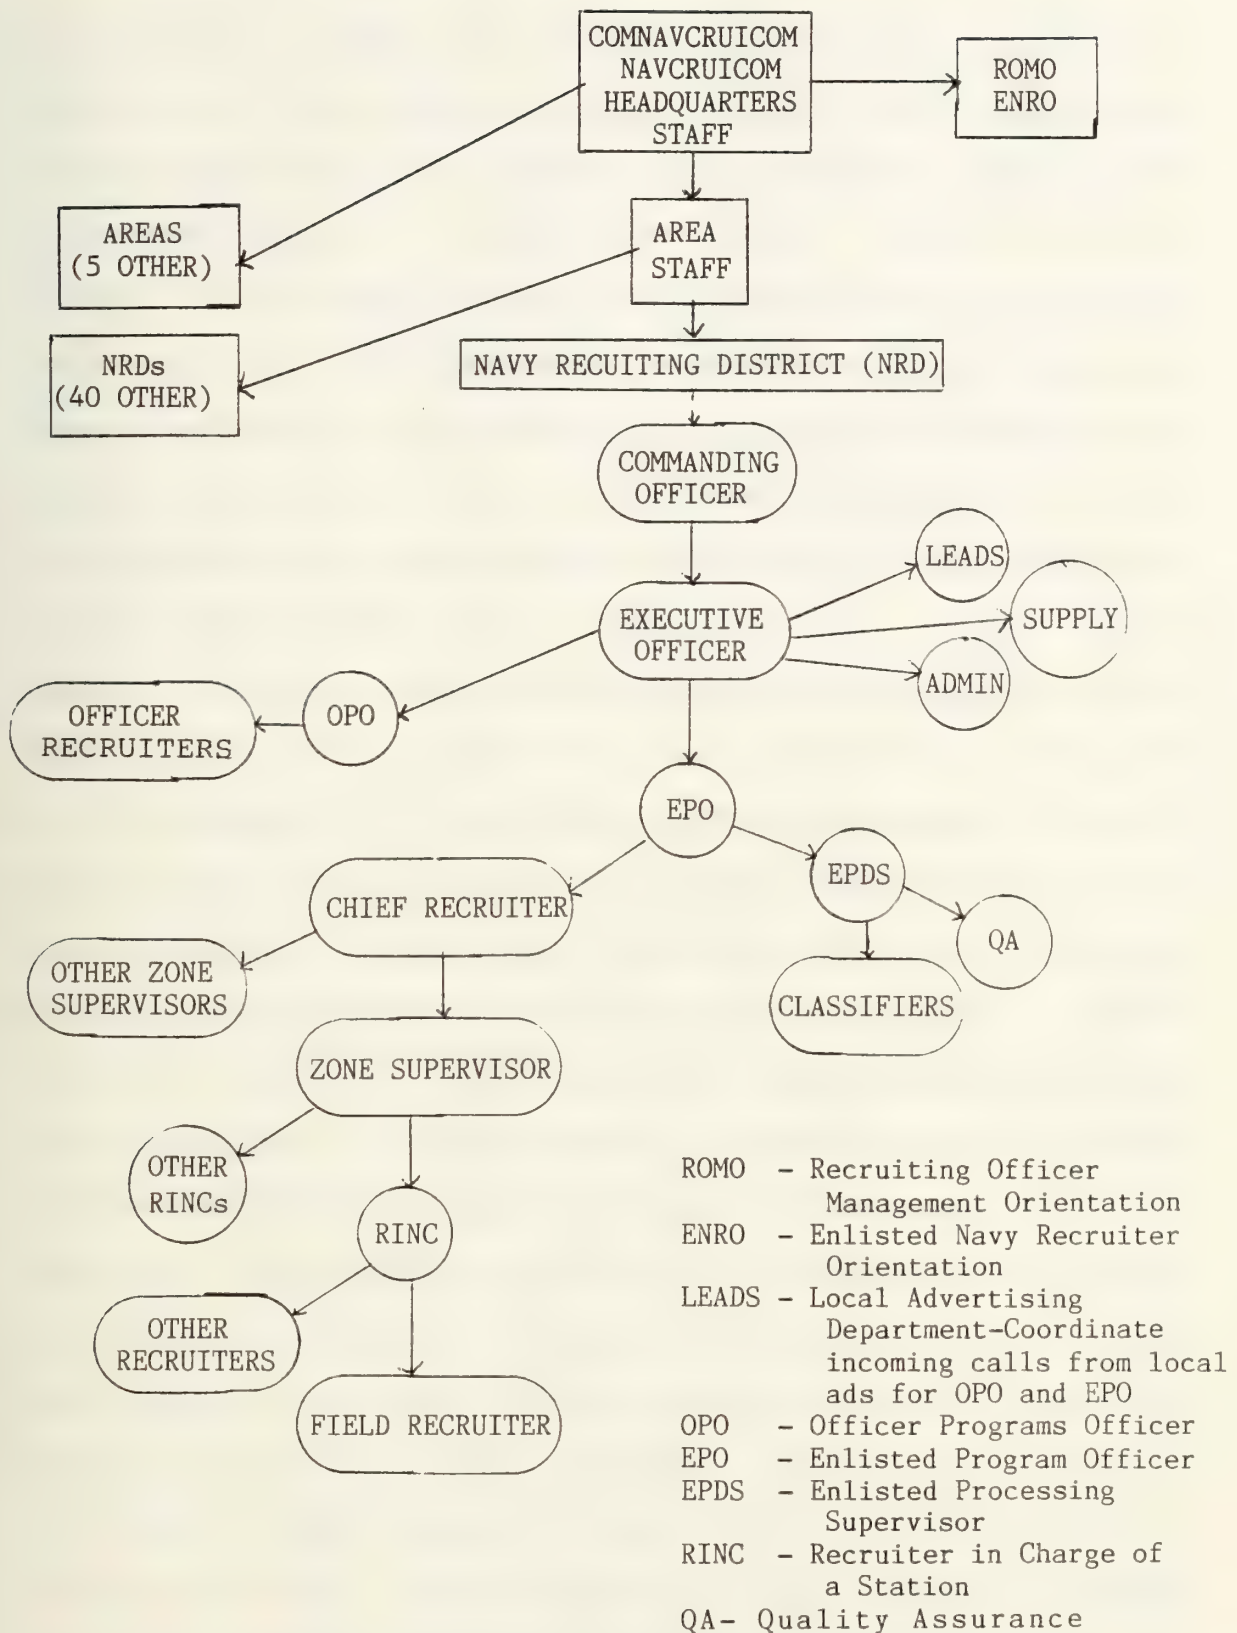 COMNAVCRUICOM
NAVCRUICOM
HEADQUARTERS
STAFF
ROMO
ENRO
AREAS
(5 OTHER)
AREA
STAFF
NRDs
(40 OTHER)
NAVY RECUITING DISTRICT (NRD)
COMMANDING
OFFICER
LEADS
EXECUTIVE
OFFICER
SUPPLY
ADMIN
OPO
OFFICER
RECRUITERS
EPO
EPDS
CHIEF RECRUITER
QA
OTHER ZONE
SUPERVISORS
CLASSIFIERS
ZONE SUPERVISOR
OTHER
RINCs
RINC
OTHER
RECRUITERS
FIELD RECRUITER
ROMO - Recruiting Officer
Management Orientation
ENRO - Enlisted Navy Recruiter
Orientation
LEADS - Local Advertising
Department-Coordinate
incoming calls from local
ads for OPO and EPO
OPO - Officer Programs Officer
EPO - Enlisted Program Officer
EPDS - Enlisted Processing
Supervisor
RINC - Recruiter in Charge of
a Station
QA- Quality Assurance